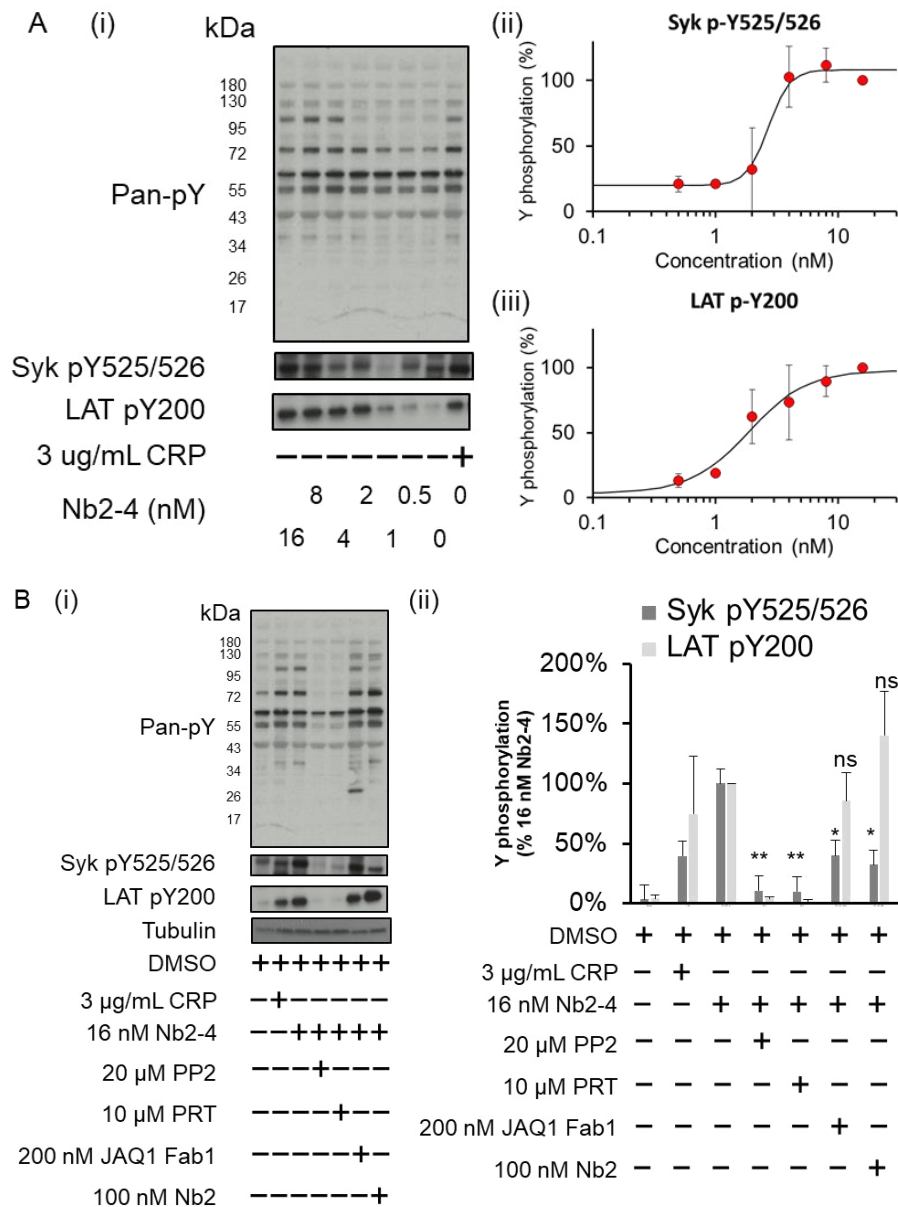 A (i) kDa
180
130
95
72
55
43
34
26
17
Pan-pY
Syk pY525/526
LAT pY200
3 ug/mL CRP − − − − − − − +
Nb2-4 (nM) 16 8 4 2 1 0.5 0 0
(ii) Syk p-Y525/526
Y phosphorylation (%)
100
50
0
0.1 1 10
Concentration (nM)
(iii) LAT p-Y200
Y phosphorylation (%)
100
50
0
0.1 1 10
Concentration (nM)
B (i)
kDa
180
130
95
72
55
43
34
26
17
Pan-pY
Syk pY525/526
LAT pY200
Tubulin
DMSO + + + + + + +
3 µg/mL CRP − + − − − − −
16 nM Nb2-4 − − + + + + +
20 µM PP2 − − − + − − −
10 µM PRT − − − − + − −
200 nM JAQ1 Fab1 − − − − − + −
100 nM Nb2 − − − − − − +
(ii)
Syk pY525/526
LAT pY200
Y phosphorylation
(% 16 nM Nb2-4)
200%
150%
100%
50%
0%
** ** * ns * ns
DMSO + + + + + + +
3 µg/mL CRP − + − − − − −
16 nM Nb2-4 − − + + + + +
20 µM PP2 − − − + − − −
10 µM PRT − − − − + − −
200 nM JAQ1 Fab1 − − − − − + −
100 nM Nb2 − − − − − − +